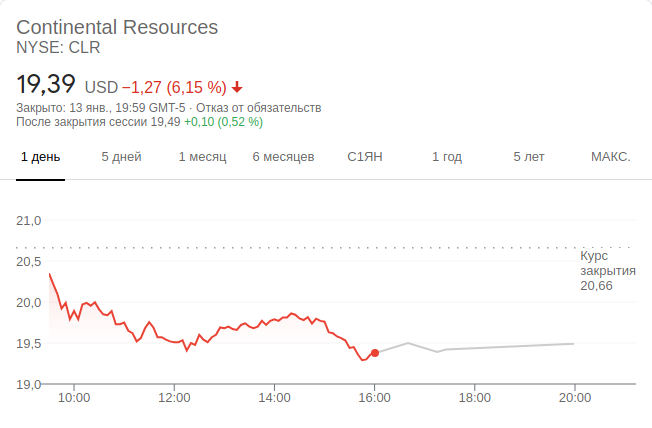 Continental Resources
NYSE: CLR
19,39 USD −1,27 (6,15 %)
Закрыто: 13 янв., 19:59 GMT-5 · Отказ от обязательств
После закрытия сессии 19,49 +0,10 (0,52 %)
1 день 5 дней 1 месяц 6 месяцев С1ЯН 1 год 5 лет МАКС.
21,0
20,5
20,0
19,5
19,0
Курс
закрытия
20,66
10:00 12:00 14:00 16:00 18:00 20:00